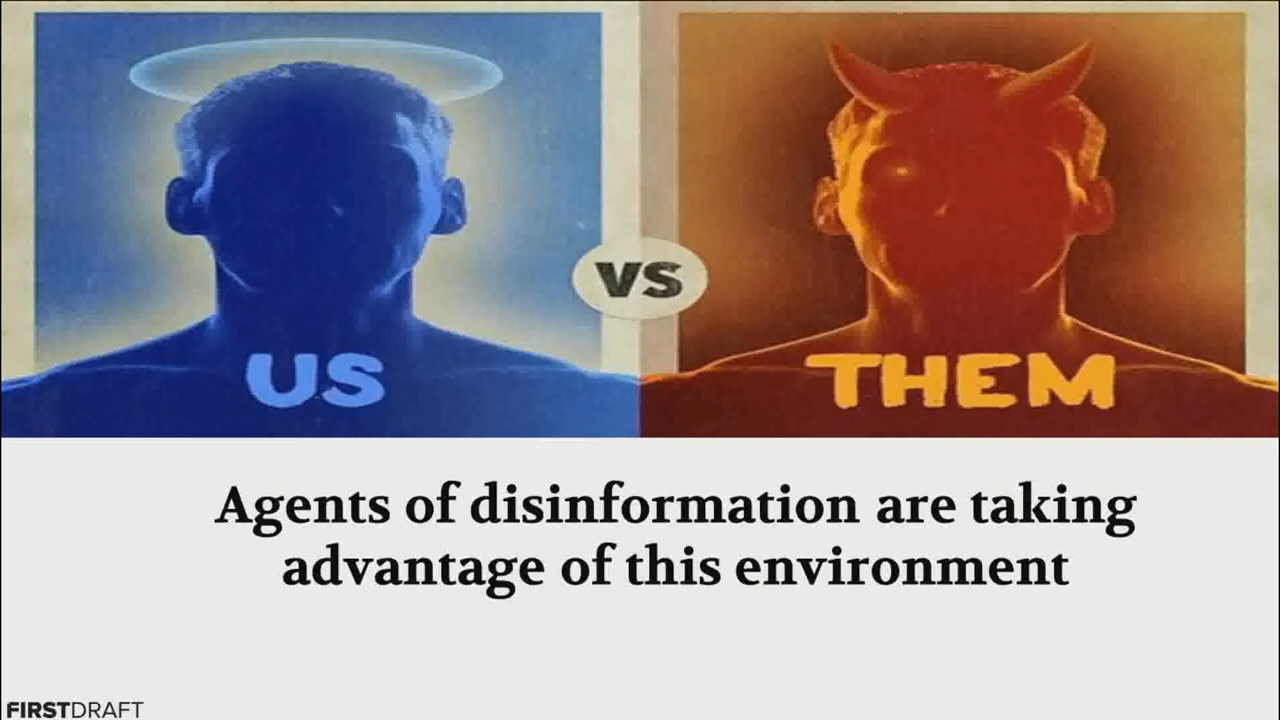 US
VS
THEM
Agents of disinformation are taking
advantage of this environment
FIRSTDRAFT